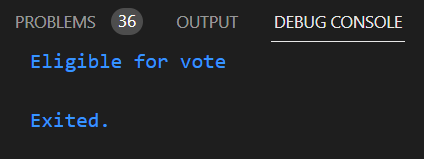 PROBLEMS 36 OUTPUT DEBUG CONSOLE
Eligible for vote
Exited.